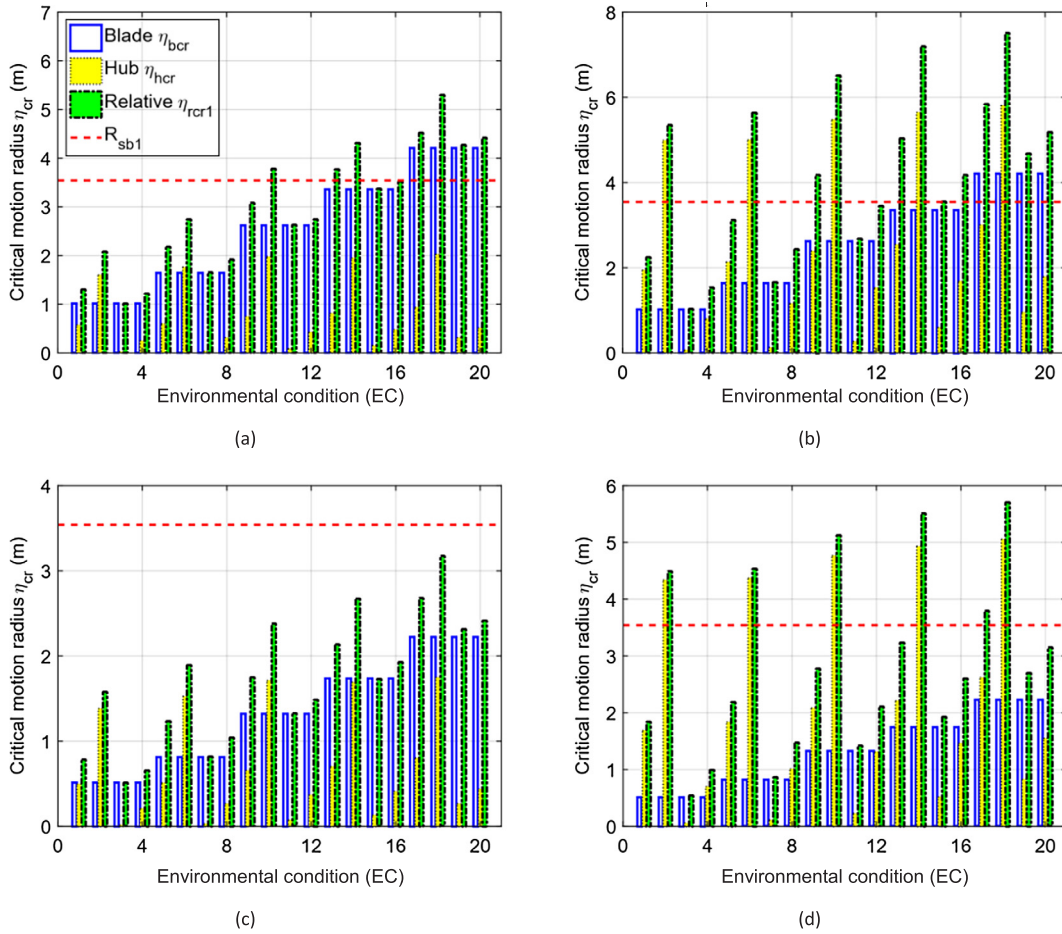 7
6
5
4
3
2
1
0
Critical motion radius η_cr (m)
Blade η_bcr
Hub η_hcr
Relative η_rcr1
R_sb1
0 4 8 12 16 20
Environmental condition (EC)
(a)
8
6
4
2
0
Critical motion radius η_cr (m)
0 4 8 12 16 20
Environmental condition (EC)
(b)
4
3
2
1
0
Critical motion radius η_cr (m)
0 4 8 12 16 20
Environmental condition (EC)
(c)
6
5
4
3
2
1
0
Critical motion radius η_cr (m)
0 4 8 12 16 20
Environmental condition (EC)
(d)